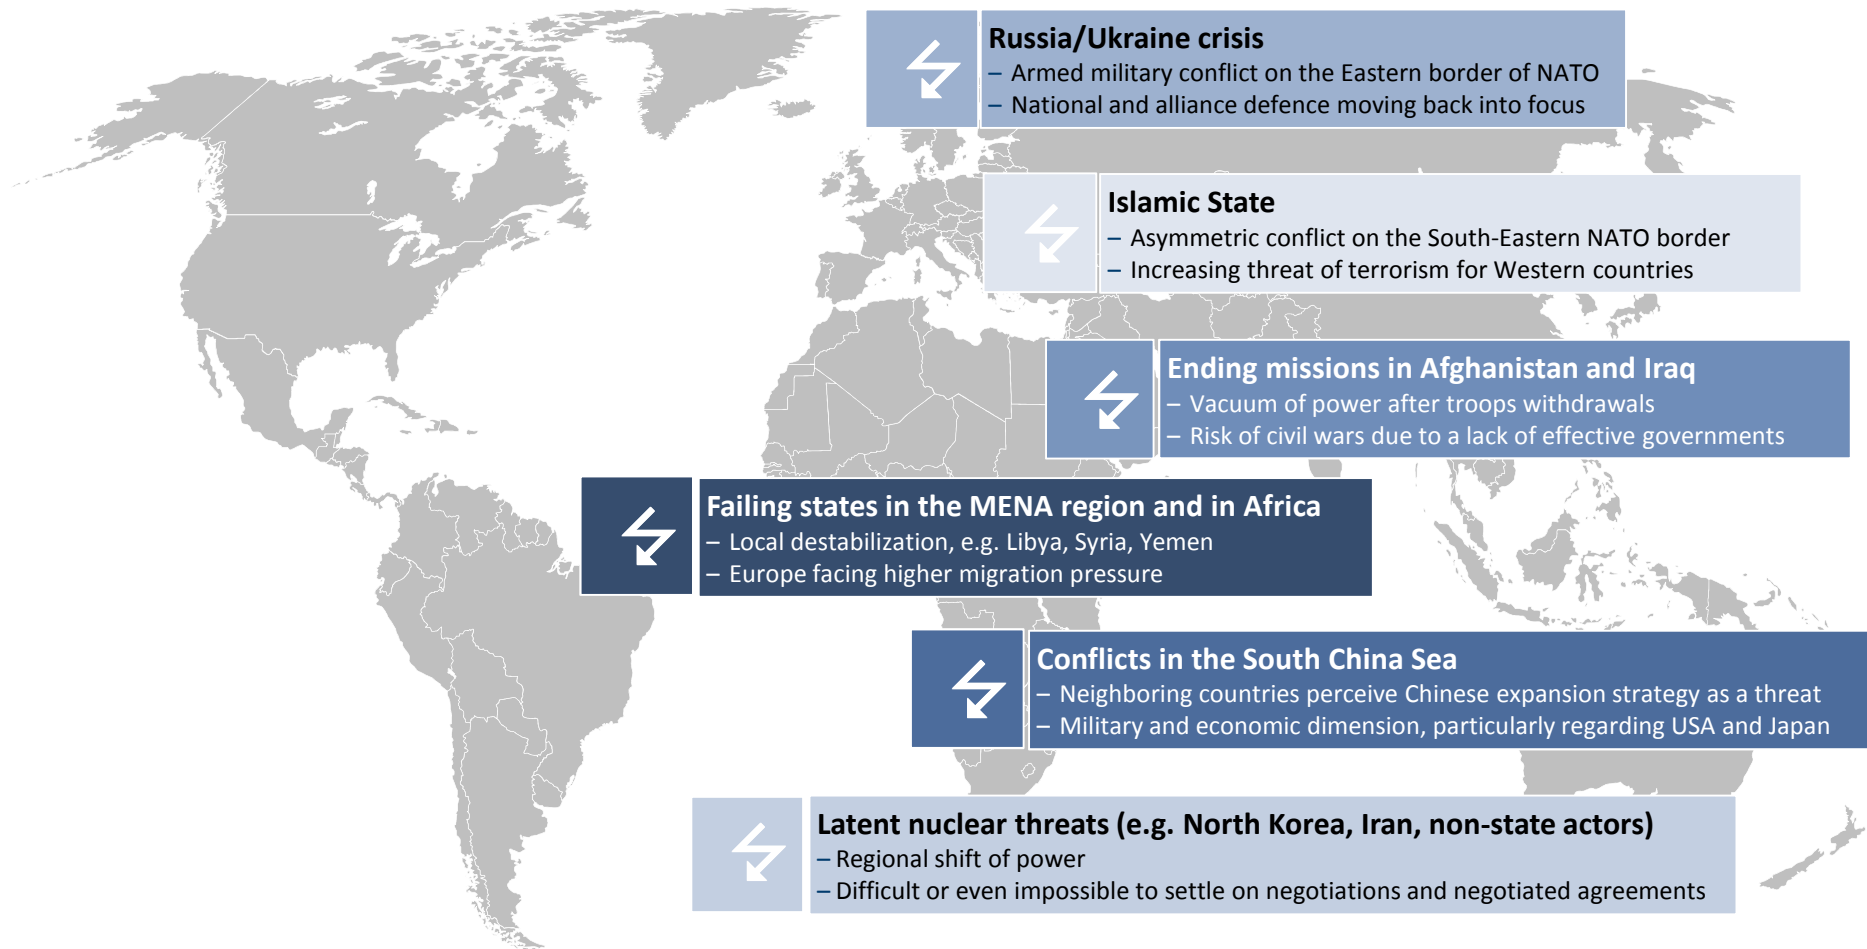 Russia/Ukraine crisis
– Armed military conflict on the Eastern border of NATO
– National and alliance defence moving back into focus
Islamic State
– Asymmetric conflict on the South-Eastern NATO border
– Increasing threat of terrorism for Western countries
Ending missions in Afghanistan and Iraq
– Vacuum of power after troops withdrawals
– Risk of civil wars due to a lack of effective governments
Failing states in the MENA region and in Africa
– Local destabilization, e.g. Libya, Syria, Yemen
– Europe facing higher migration pressure
Conflicts in the South China Sea
– Neighboring countries perceive Chinese expansion strategy as a threat
– Military and economic dimension, particularly regarding USA and Japan
Latent nuclear threats (e.g. North Korea, Iran, non-state actors)
– Regional shift of power
– Difficult or even impossible to settle on negotiations and negotiated agreements